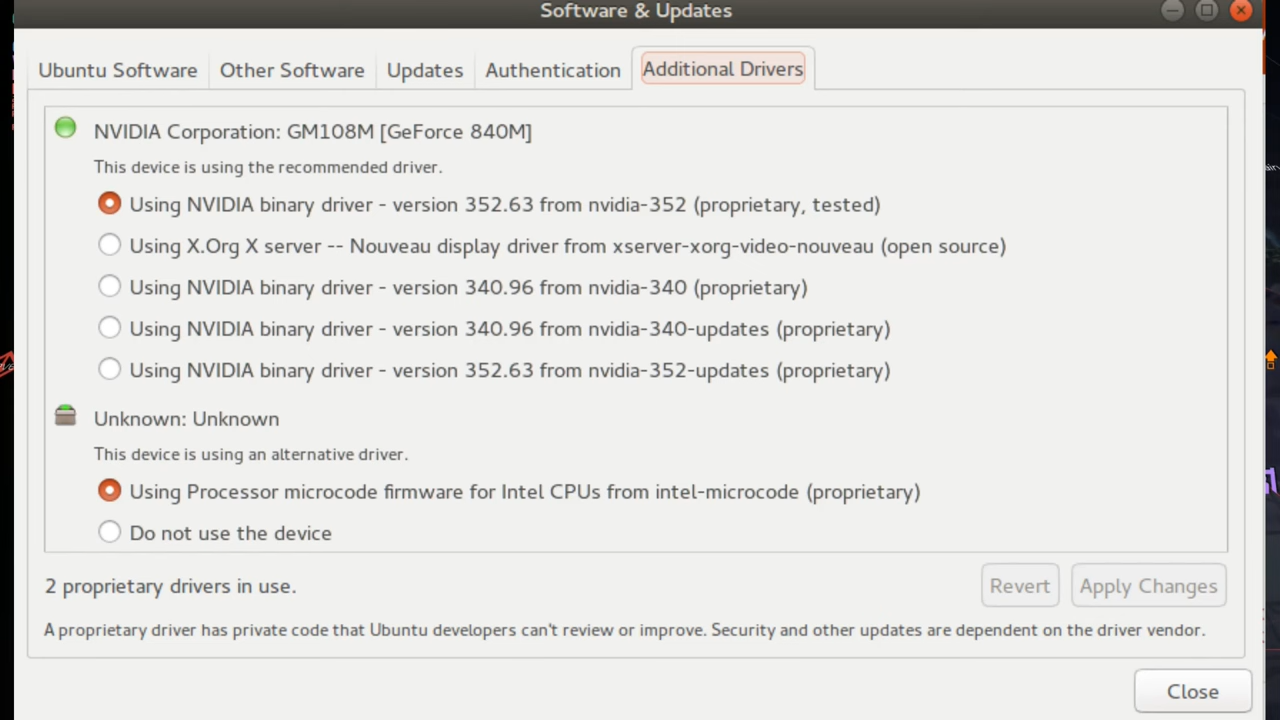 Software & Updates
Ubuntu Software
Other Software
Updates
Authentication
Additional Drivers
NVIDIA Corporation: GM108M [GeForce 840M]
This device is using the recommended driver.
Using NVIDIA binary driver - version 352.63 from nvidia-352 (proprietary, tested)
Using X.Org X server -- Nouveau display driver from xserver-xorg-video-nouveau (open source)
Using NVIDIA binary driver - version 340.96 from nvidia-340 (proprietary)
Using NVIDIA binary driver - version 340.96 from nvidia-340-updates (proprietary)
Using NVIDIA binary driver - version 352.63 from nvidia-352-updates (proprietary)
Unknown: Unknown
This device is using an alternative driver.
Using Processor microcode firmware for Intel CPUs from intel-microcode (proprietary)
Do not use the device
2 proprietary drivers in use.
Revert
Apply Changes
A proprietary driver has private code that Ubuntu developers can't review or improve. Security and other updates are dependent on the driver vendor.
Close